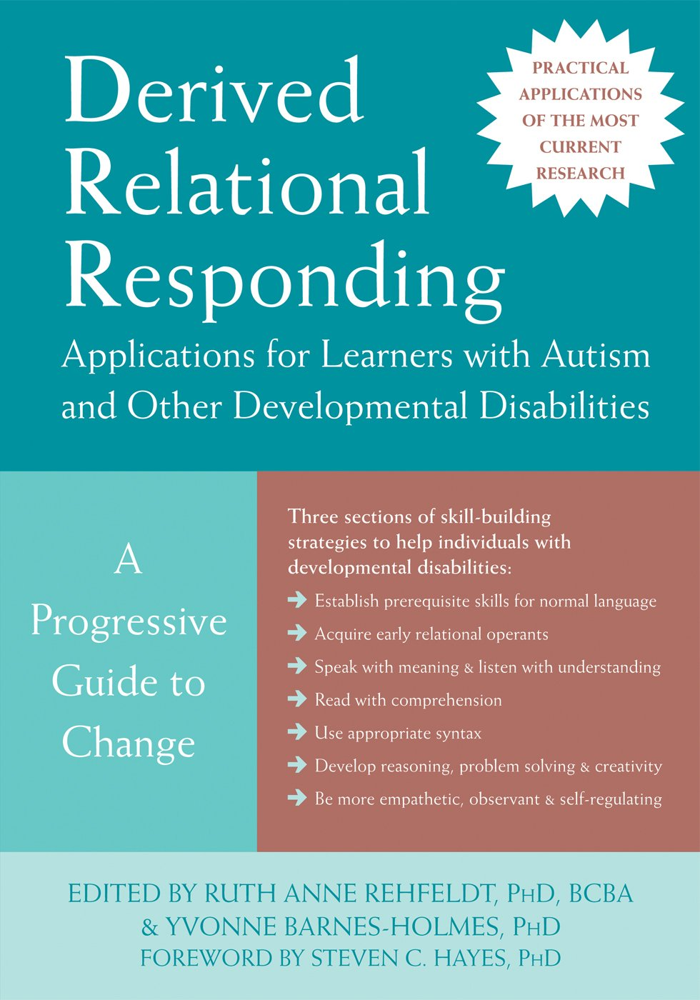 Derived
Relational
Responding
PRACTICAL
APPLICATIONS
OF THE MOST
CURRENT
RESEARCH
Applications for Learners with Autism
and Other Developmental Disabilities
A
Progressive
Guide to
Change
Three sections of skill-building
strategies to help individuals with
developmental disabilities:
Establish prerequisite skills for normal language
Acquire early relational operants
Speak with meaning & listen with understanding
Read with comprehension
Use appropriate syntax
Develop reasoning, problem solving & creativity
Be more empathetic, observant & self-regulating
EDITED BY RUTH ANNE REHFELDT, PhD, BCBA
& YVONNE BARNES-HOLMES, PhD
FOREWORD BY STEVEN C. HAYES, PhD